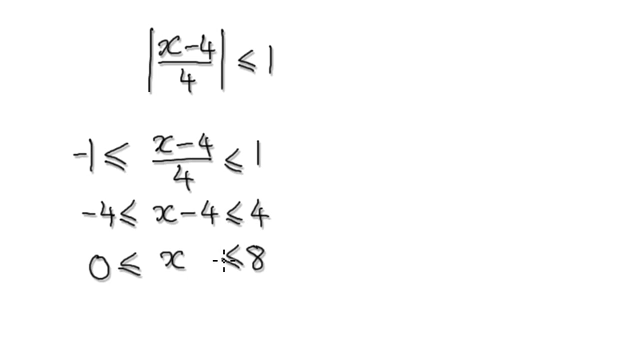 |x-4/4| ≤ 1
-1 ≤ x-4/4 ≤ 1
-4 ≤ x-4 ≤ 4
0 ≤ x ≤ 8